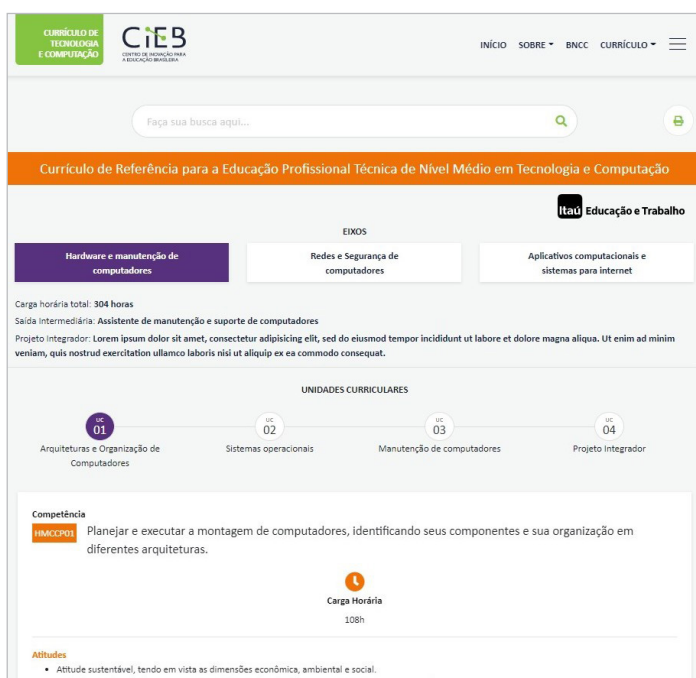 CURRÍCULO DE
TECNOLOGIA
E COMPUTAÇÃO
CiEB
CENTRO DE INOVAÇÃO PARA
A EDUCAÇÃO BRASILEIRA
INÍCIO SOBRE BNCC CURRÍCULO
Faça sua busca aqui...
Currículo de Referência para a Educação Profissional Técnica de Nível Médio em Tecnologia e Computação
Itaú Educação e Trabalho
EIXOS
Hardware e manutenção de
computadores
Redes e Segurança de
computadores
Aplicativos computacionais e
sistemas para internet
Carga horária total: 304 horas
Saída Intermediária: Assistente de manutenção e suporte de computadores
Projeto Integrador: Lorem ipsum dolor sit amet, consectetur adipisicing elit, sed do eiusmod tempor incididunt ut labore et dolore magna aliqua. Ut enim ad minim
veniam, quis nostrud exercitation ullamco laboris nisi ut aliquip ex ea commodo consequat.
UNIDADES CURRICULARES
UC
01
Arquiteturas e Organização de
Computadores
UC
02
Sistemas operacionais
UC
03
Manutenção de computadores
UC
04
Projeto Integrador
Competência
HMCCP01 Planejar e executar a montagem de computadores, identificando seus componentes e sua organização em
diferentes arquiteturas.
Carga Horária
108h
Atitudes
• Atitude sustentável, tendo em vista as dimensões econômica, ambiental e social.